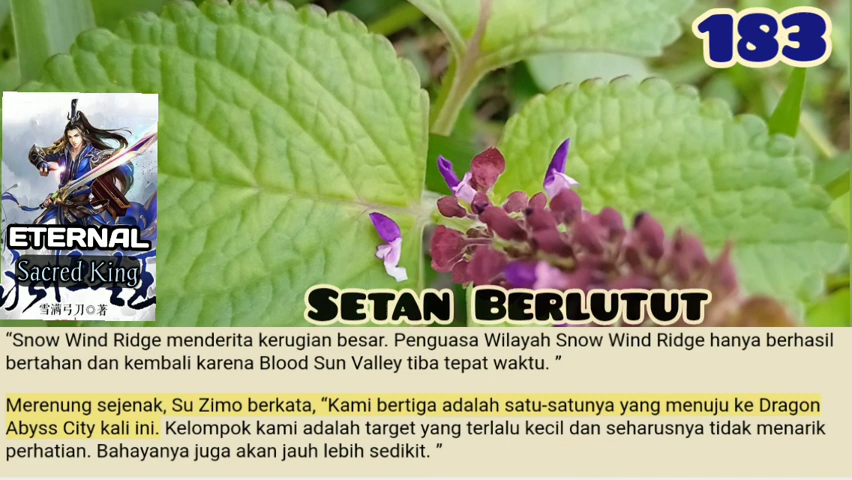 183
ETERNAL
Sacred King
雪满弓刀◎著
SETAN BERLUTUT
“Snow Wind Ridge menderita kerugian besar. Penguasa Wilayah Snow Wind Ridge hanya berhasil
bertahan dan kembali karena Blood Sun Valley tiba tepat waktu. ”
Merenung sejenak, Su Zimo berkata, “Kami bertiga adalah satu-satunya yang menuju ke Dragon
Abyss City kali ini. Kelompok kami adalah target yang terlalu kecil dan seharusnya tidak menarik
perhatian. Bahayanya juga akan jauh lebih sedikit. ”